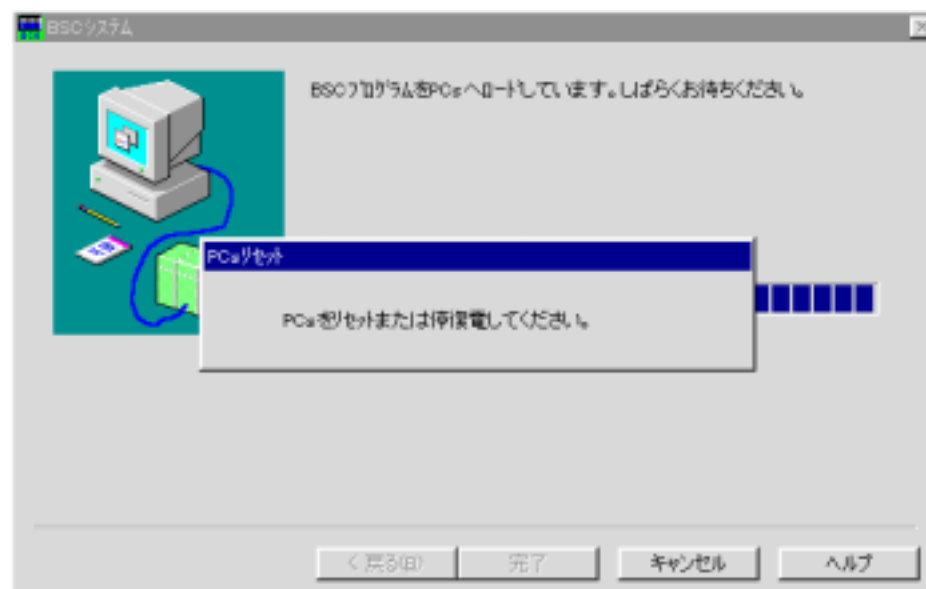 BSCシステム
BSCプログラムをPCsへロードしています。しばらくお待ちください。
PCsリセット
PCsをリセットまたは停復電してください。
< 戻る(B)
完了
キャンセル
ヘルプ